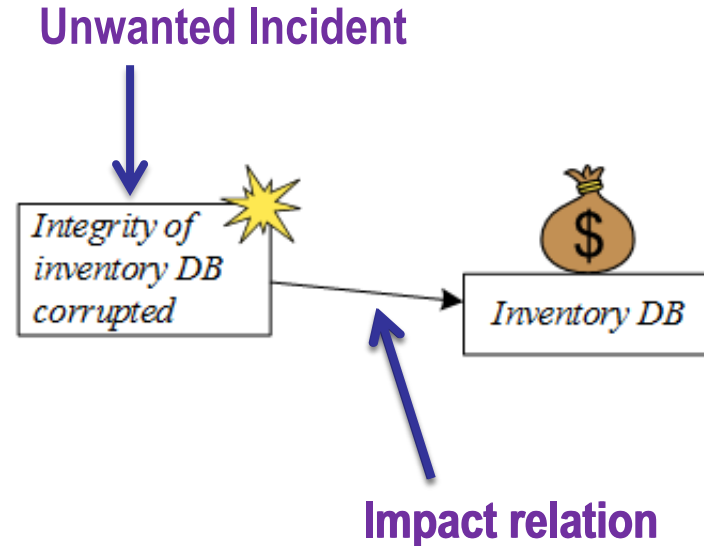 Unwanted Incident
Integrity of
inventory DB
corrupted
$
Inventory DB
Impact relation